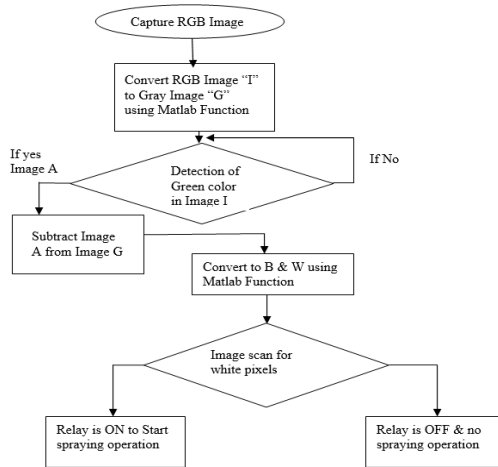 Capture RGB Image
Convert RGB Image “I”
to Gray Image “G”
using Matlab Function
If yes
Image A
If No
Detection of
Green color
in Image I
Subtract Image
A from Image G
Convert to B & W using
Matlab Function
Image scan for
white pixels
Relay is ON to Start
spraying operation
Relay is OFF & no
spraying operation